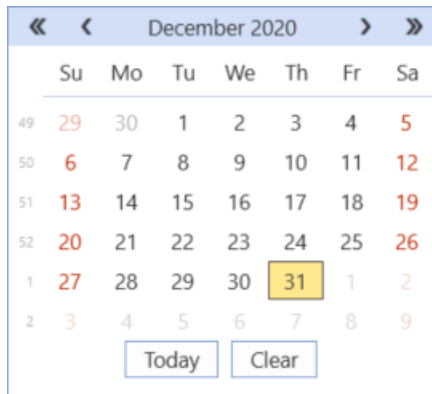 « ‹ December 2020 › »
Su Mo Tu We Th Fr Sa
49 29 30 1 2 3 4 5
50 6 7 8 9 10 11 12
51 13 14 15 16 17 18 19
52 20 21 22 23 24 25 26
1 27 28 29 30 31 1 2
2 3 4 5 6 7 8 9
Today Clear